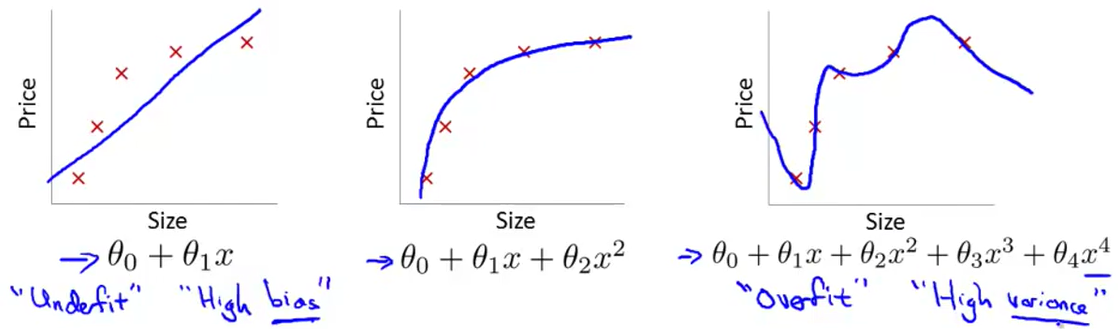 Price
Size
→ θ₀ + θ₁x
"Underfit" "High bias"
Price
Size
→ θ₀ + θ₁x + θ₂x²
Price
Size
→ θ₀ + θ₁x + θ₂x² + θ₃x³ + θ₄x⁴
"Overfit" "High variance"